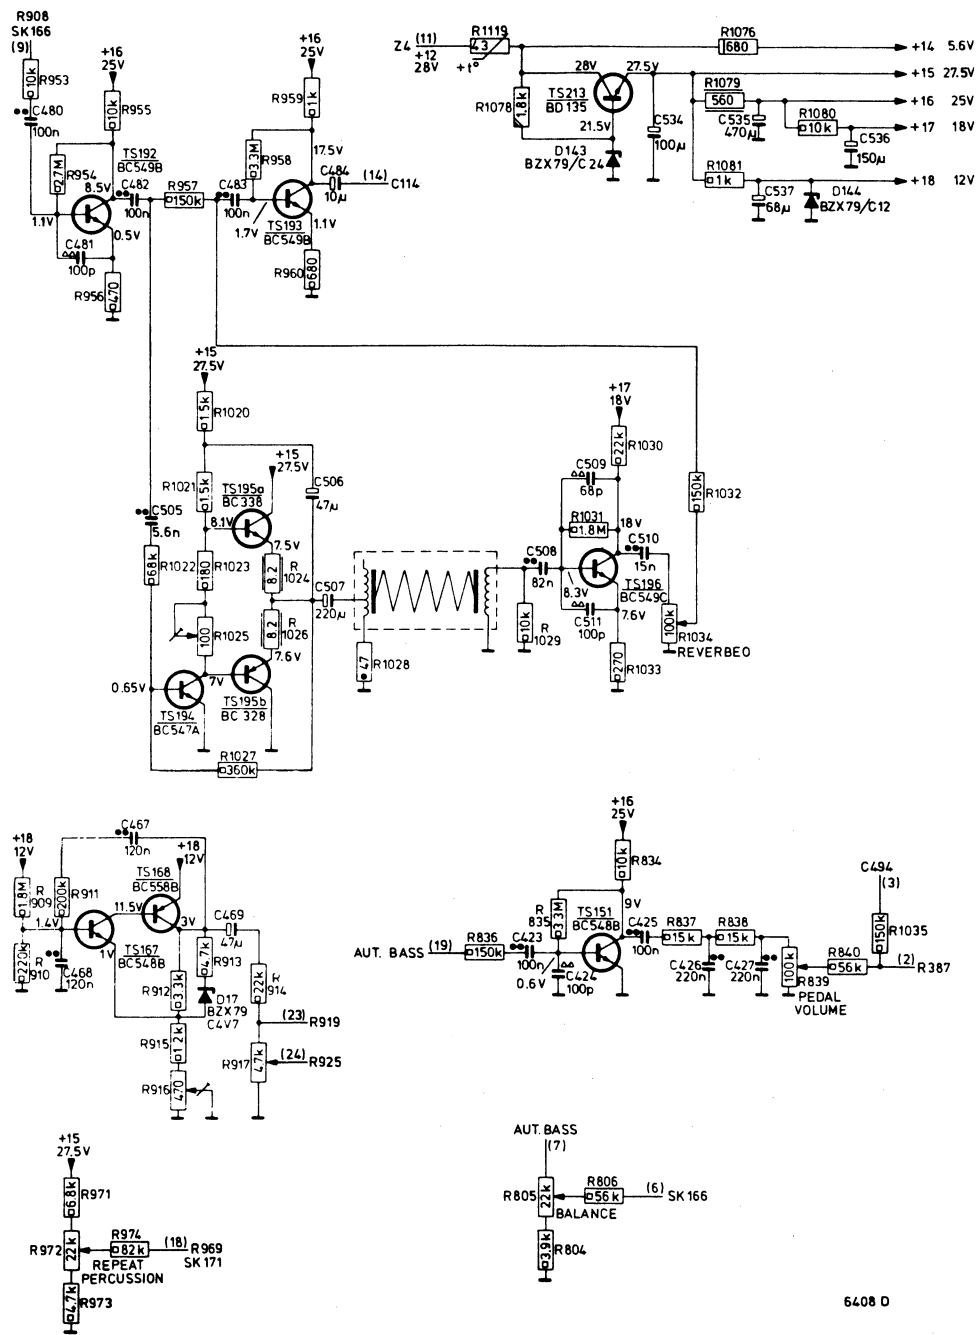 R908
SK166
(9)
10k
R953
C480
100n
+16
25V
10k
R955
2.7M
R954
8.5V
1.1V
0.5V
TS192
BC549B
C482
100n
C481
100p
R956
470
R957
150k
C483
100n
+16
25V
R959
1k
3.3M
R958
17.5V
C484
10µ
(14)
C114
1.7V
1.1V
TS193
BC549B
R960
680
Z4
(11)
+12
28V
R1119
43
+t°
R1078
1.8k
28V
27.5V
TS213
BD135
21.5V
D143
BZX79/C24
C534
100µ
R1076
680
+14
5.6V
+15
27.5V
R1079
560
+16
25V
C535
470µ
R1080
10k
+17
18V
C536
150µ
R1081
1k
+18
12V
C537
68µ
D144
BZX79/C12
+15
27.5V
1.5k
R1020
R1021
1.5k
+15
27.5V
TS195a
BC338
C506
47µ
8.1V
7.5V
C505
5.6n
R1022
68k
180
R1023
8.2
R
1024
C507
220µ
100
R1025
8.2
R
1026
7.6V
0.65V
7V
TS194
BC547A
TS195b
BC328
R1027
360k
47
R1028
10k
R
1029
C508
82n
+17
18V
22k
R1030
C509
68p
R1031
1.8M
18V
C510
15n
8.3V
TS196
BC549C
C511
100p
7.6V
270
R1033
100k
R1034
REVERBEO
150k
R1032
+18
12V
1.8M
R
909
1.4V
220k
R
910
200k
R911
C467
120n
C468
120n
11.5V
1V
TS167
BC548B
TS168
BC558B
+18
12V
3V
C469
47µ
4.7k
R913
R912
3.3k
D17
BZX79
C4V7
R915
1.2k
R916
470
22k
R
914
(23)
R919
R917
4.7k
(24)
R925
AUT. BASS
(19)
R836
150k
C423
100n
0.6V
C424
100p
R
835
3.3M
+16
25V
10k
R834
9V
TS151
BC548B
C425
100n
R837
15k
R838
15k
C426
220n
C427
220n
100k
R839
PEDAL
VOLUME
R840
56k
C494
(3)
150k
R1035
(2)
R387
+15
27.5V
6.8k
R971
R972
22k
R974
82k
(18)
R969
SK171
REPEAT
PERCUSSION
4.7k
R973
AUT. BASS
(7)
R805
22k
R806
56k
(6)
SK166
BALANCE
3.9k
R804
6408 D